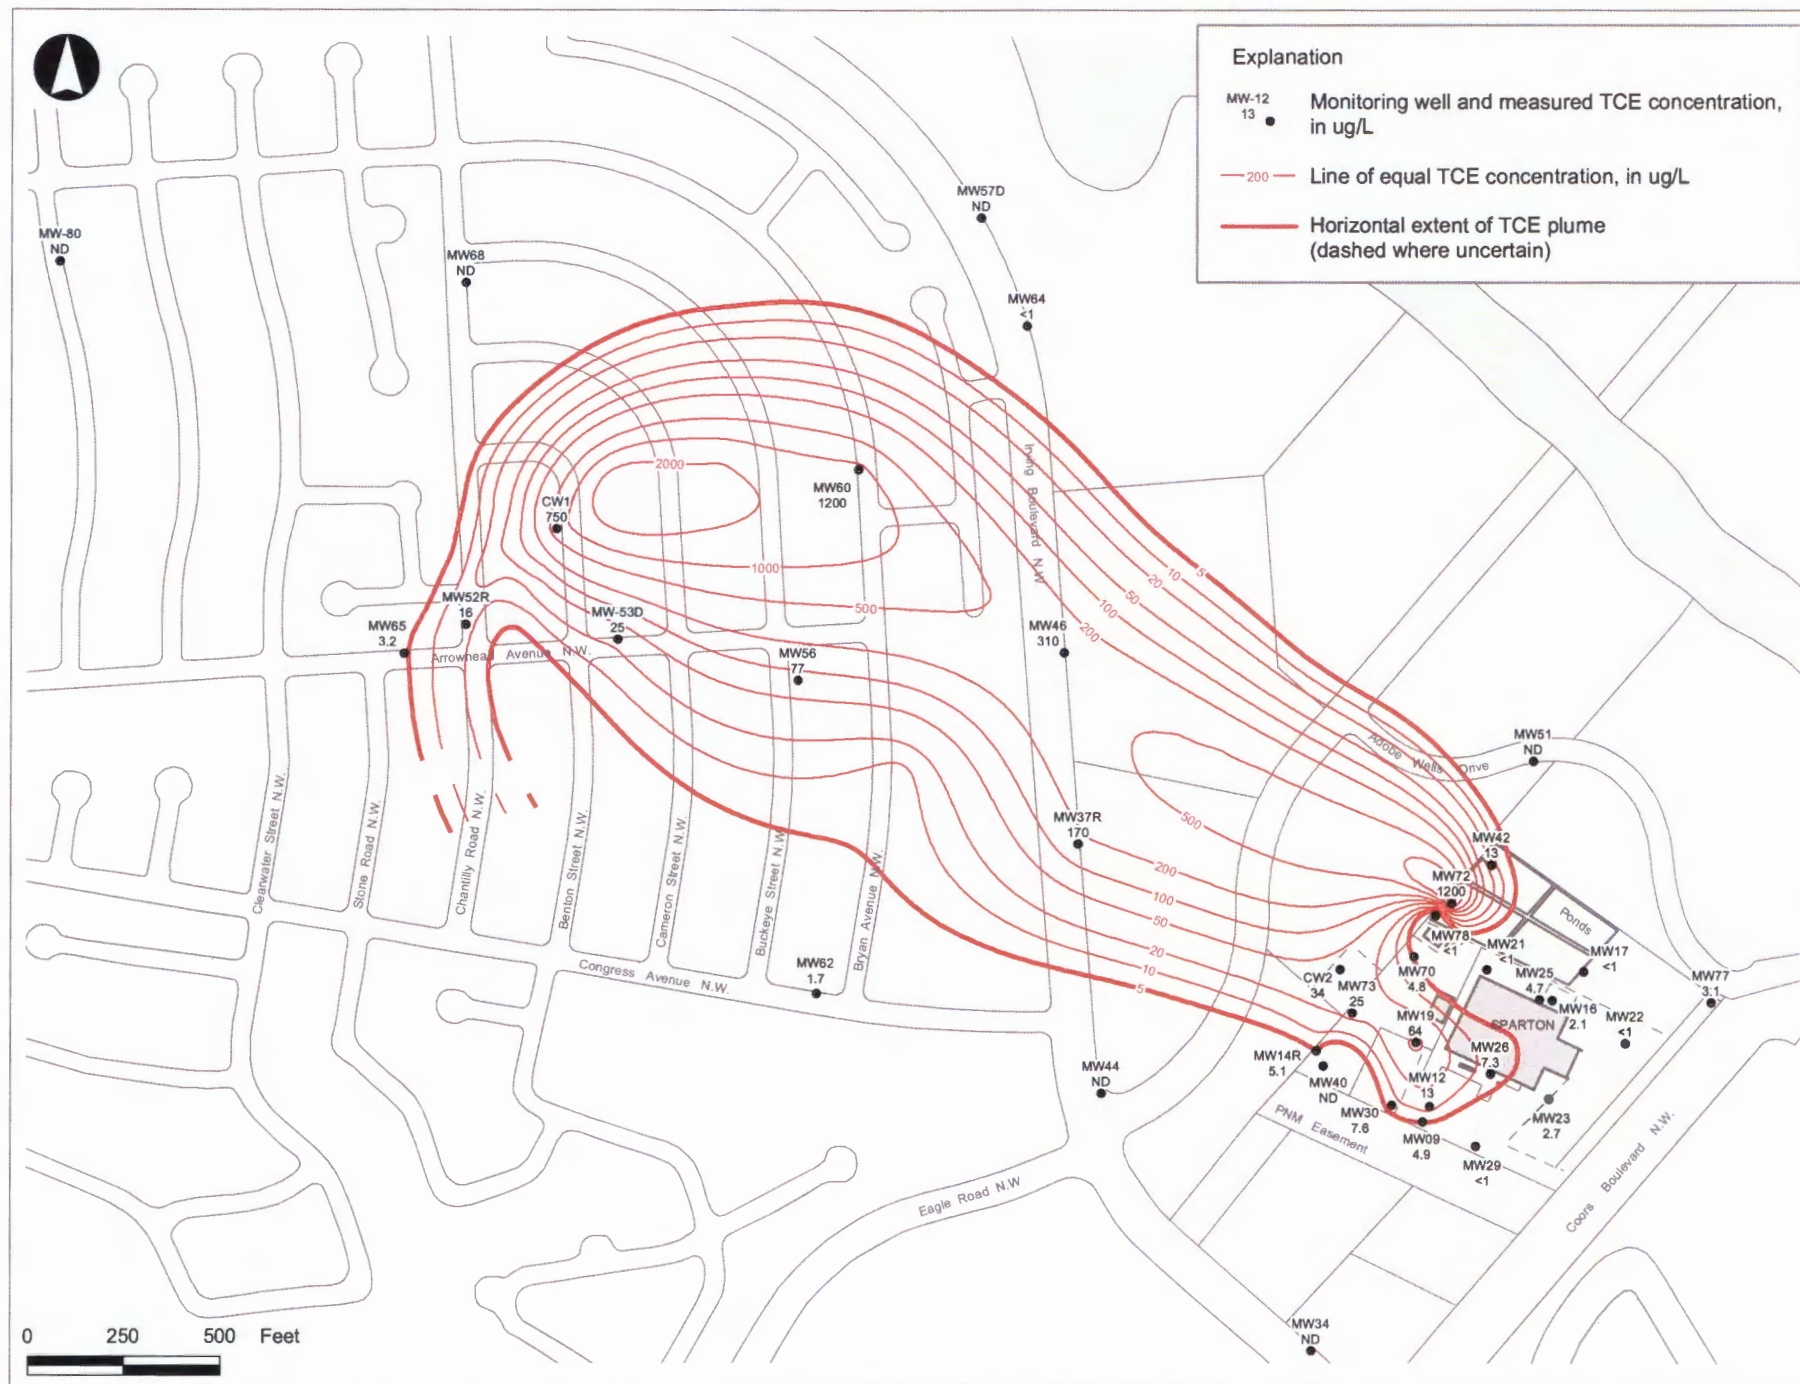 Explanation
MW-12
13
Monitoring well and measured TCE concentration,
in ug/L
200
Line of equal TCE concentration, in ug/L
Horizontal extent of TCE plume
(dashed where uncertain)
MW57D
ND
MW-80
ND
MW68
ND
MW64
<1
2000
MW60
1200
CW1
750
Irving Boulevard N.W
1000
500
5
10
20
50
100
200
MW52R
16
MW-53D
25
MW65
3.2
Arrowhead Avenue N.W.
MW46
310
MW56
77
MW51
ND
Adobe Wells Drive
500
MW37R
170
MW42
13
MW72
1200
Clearwater Street N.W.
Stone Road N.W.
Chantilly Road N.W.
Benton Street N.W.
Cameron Street N.W.
Buckeye Street N.W.
Bryan Avenue N.W.
200
100
50
20
10
5
Ponds
MW78
<1
MW21
<1
MW17
<1
MW62
1.7
Congress Avenue N.W.
CW2
34
MW73
25
MW70
4.8
MW25
4.7
MW16
2.1
MW77
3.1
MW22
<1
MW19
64
SPARTON
MW26
7.3
MW14R
5.1
MW40
ND
MW44
ND
MW12
13
MW30
7.6
MW09
4.9
MW23
2.7
PNM Easement
MW29
<1
Eagle Road N.W
Coors Boulevard N.W.
MW34
ND
0 250 500 Feet